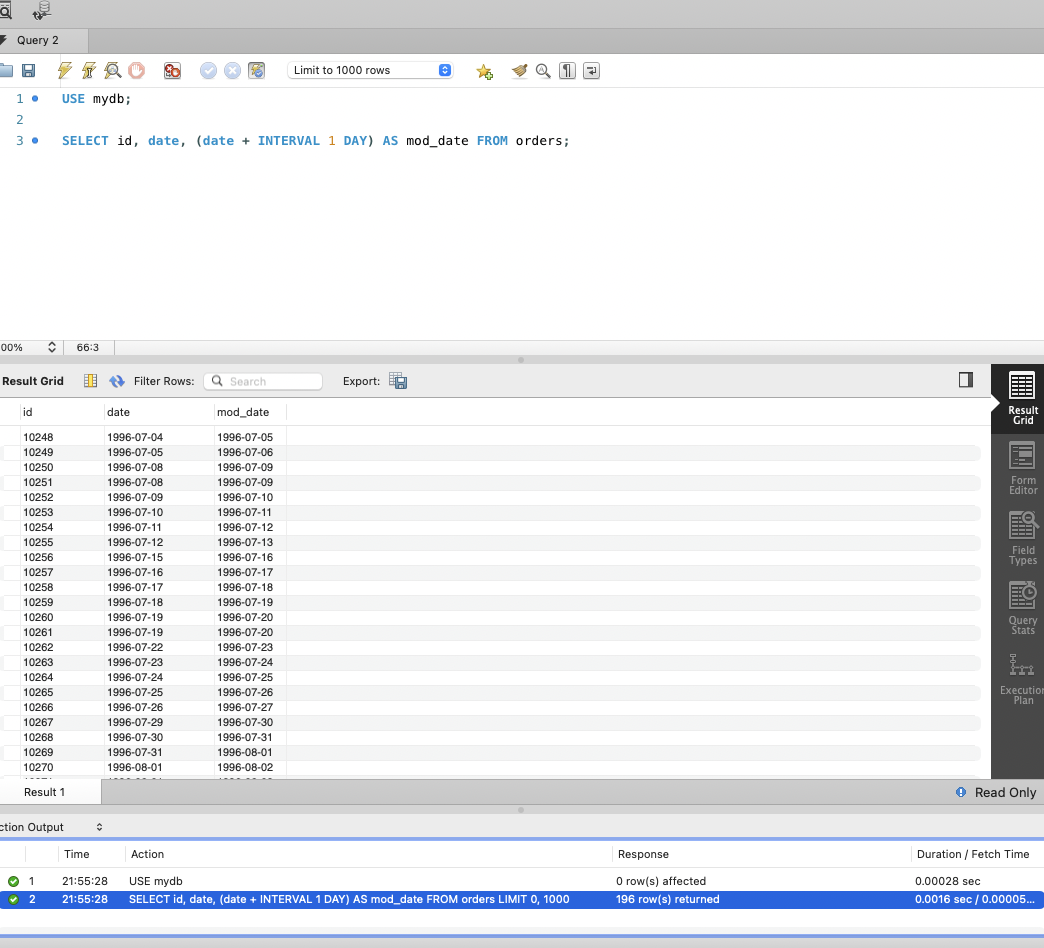 Query 2
Limit to 1000 rows
1 USE mydb;
2
3 SELECT id, date, (date + INTERVAL 1 DAY) AS mod_date FROM orders;
00% 66:3
Result Grid Filter Rows: Search Export:
id date mod_date
10248 1996-07-04 1996-07-05
10249 1996-07-05 1996-07-06
10250 1996-07-08 1996-07-09
10251 1996-07-08 1996-07-09
10252 1996-07-09 1996-07-10
10253 1996-07-10 1996-07-11
10254 1996-07-11 1996-07-12
10255 1996-07-12 1996-07-13
10256 1996-07-15 1996-07-16
10257 1996-07-16 1996-07-17
10258 1996-07-17 1996-07-18
10259 1996-07-18 1996-07-19
10260 1996-07-19 1996-07-20
10261 1996-07-19 1996-07-20
10262 1996-07-22 1996-07-23
10263 1996-07-23 1996-07-24
10264 1996-07-24 1996-07-25
10265 1996-07-25 1996-07-26
10266 1996-07-26 1996-07-27
10267 1996-07-29 1996-07-30
10268 1996-07-30 1996-07-31
10269 1996-07-31 1996-08-01
10270 1996-08-01 1996-08-02
Result
Grid
Form
Editor
Field
Types
Query
Stats
Execution
Plan
Result 1 Read Only
ction Output
Time Action Response Duration / Fetch Time
1 21:55:28 USE mydb 0 row(s) affected 0.00028 sec
2 21:55:28 SELECT id, date, (date + INTERVAL 1 DAY) AS mod_date FROM orders LIMIT 0, 1000 196 row(s) returned 0.0016 sec / 0.00005...